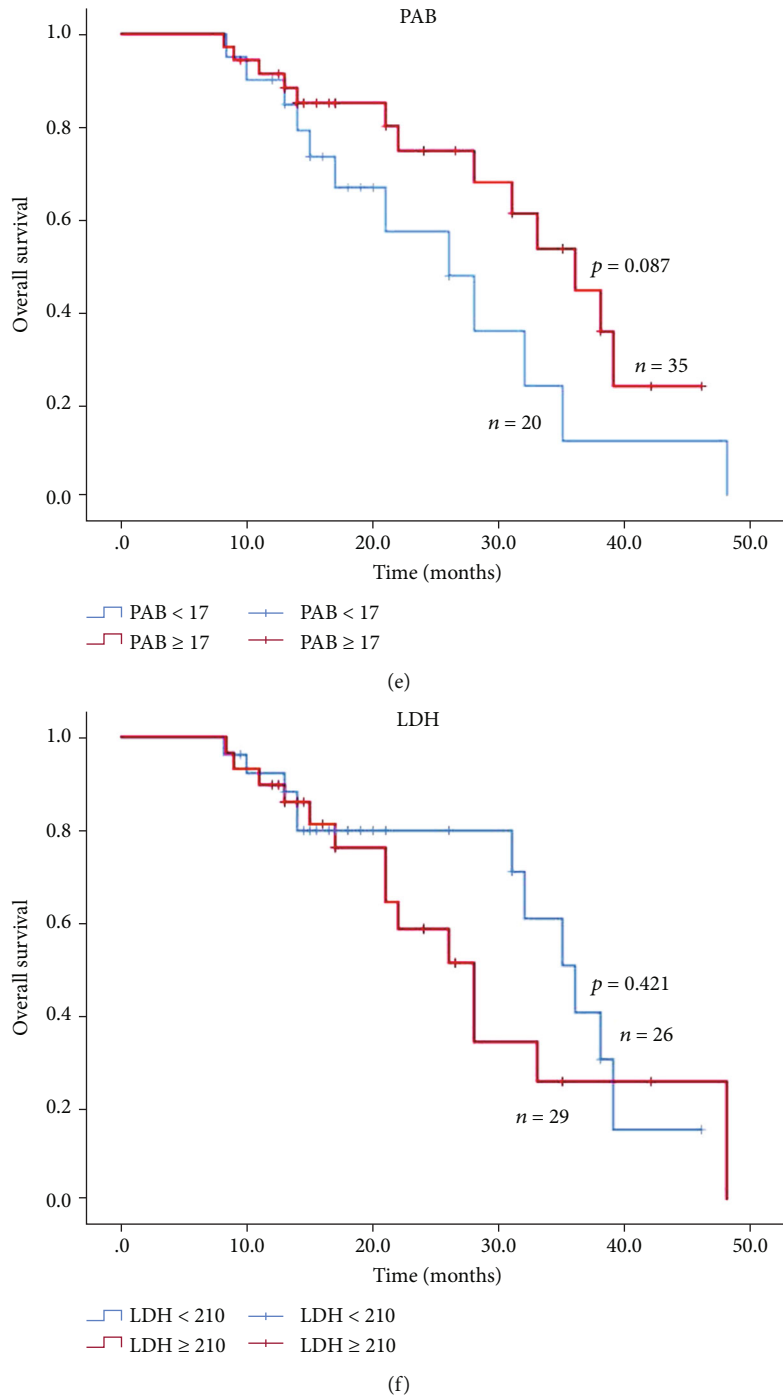 PAB
1.0
0.8
0.6
0.4
0.2
0.0
Overall survival
p = 0.087
n = 35
n = 20
.0 10.0 20.0 30.0 40.0 50.0
Time (months)
PAB < 17 PAB < 17
PAB ≥ 17 PAB ≥ 17
(e)
LDH
1.0
0.8
0.6
0.4
0.2
0.0
Overall survival
p = 0.421
n = 26
n = 29
.0 10.0 20.0 30.0 40.0 50.0
Time (months)
LDH < 210 LDH < 210
LDH ≥ 210 LDH ≥ 210
(f)